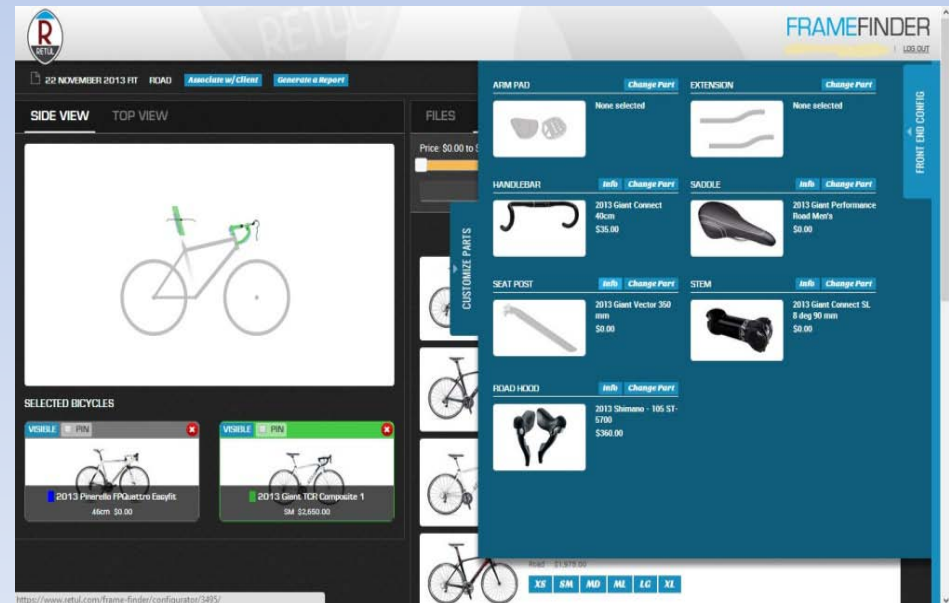 RETUL
FRAMEFINDER
LOG OUT
22 NOVEMBER 2013 FIT ROAD Associate w/ Client Generate a Report
SIDE VIEW TOP VIEW
FILES
Price: $0.00 to $
CUSTOMIZE PARTS
FRONT END CONFIG
ARM PAD Change Part
None selected
EXTENSION Change Part
None selected
HANDLEBAR Info Change Part
2013 Giant Connect
40cm
$35.00
SADDLE Info Change Part
2013 Giant Performance
Road Men's
$0.00
SEAT POST Info Change Part
2013 Giant Vector 350
mm
$0.00
STEM Info Change Part
2013 Giant Connect SL
8 deg 90 mm
$0.00
ROAD HOOD Info Change Part
2013 Shimano - 105 ST-
5700
$360.00
SELECTED BICYCLES
VISIBLE PIN
2013 Pinarello FPQuattro Easyfit
46cm $0.00
VISIBLE PIN
2013 Giant TCR Composite 1
SM $2,650.00
Road $1,975.00
XS SM MD ML LG XL
https://www.retul.com/frame-finder/configurator/3495/